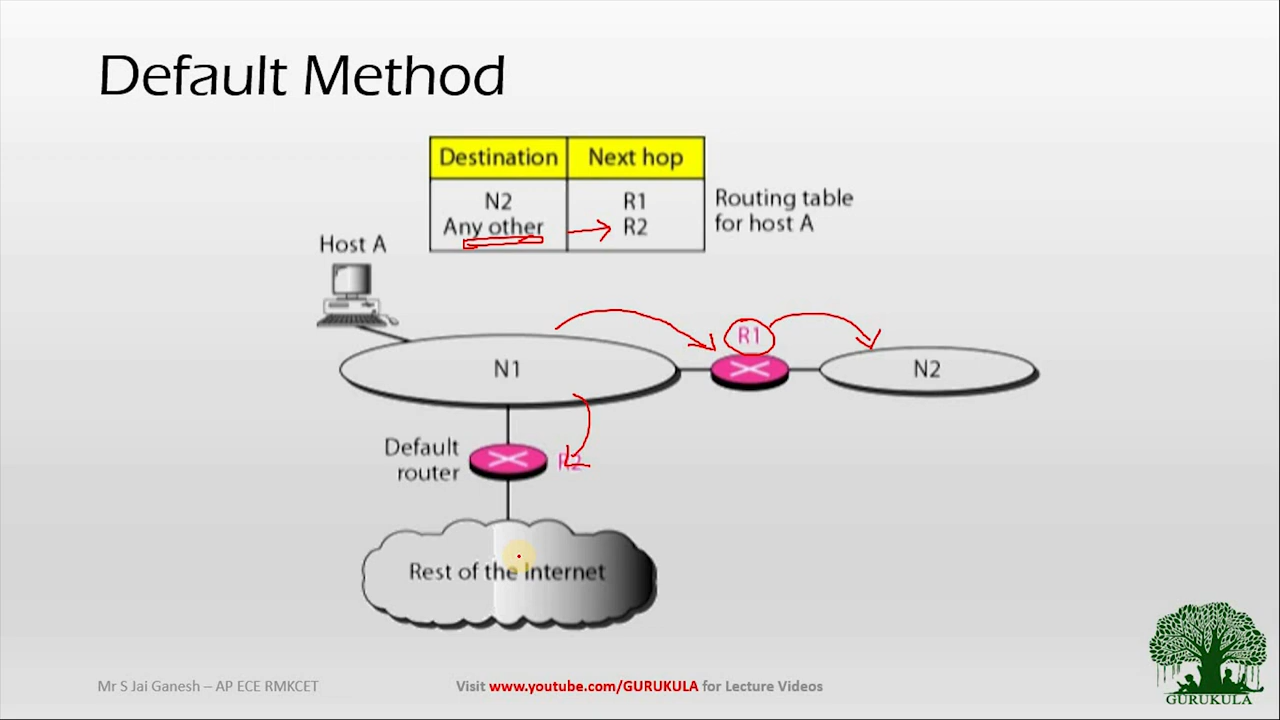 Default Method
Destination Next hop
N2 R1
Any other R2
Routing table
for host A
Host A
R1
N1
N2
Default
router
R2
Rest of the Internet
Mr S Jai Ganesh – AP ECE RMKCET
Visit www.youtube.com/GURUKULA for Lecture Videos
GURUKULA